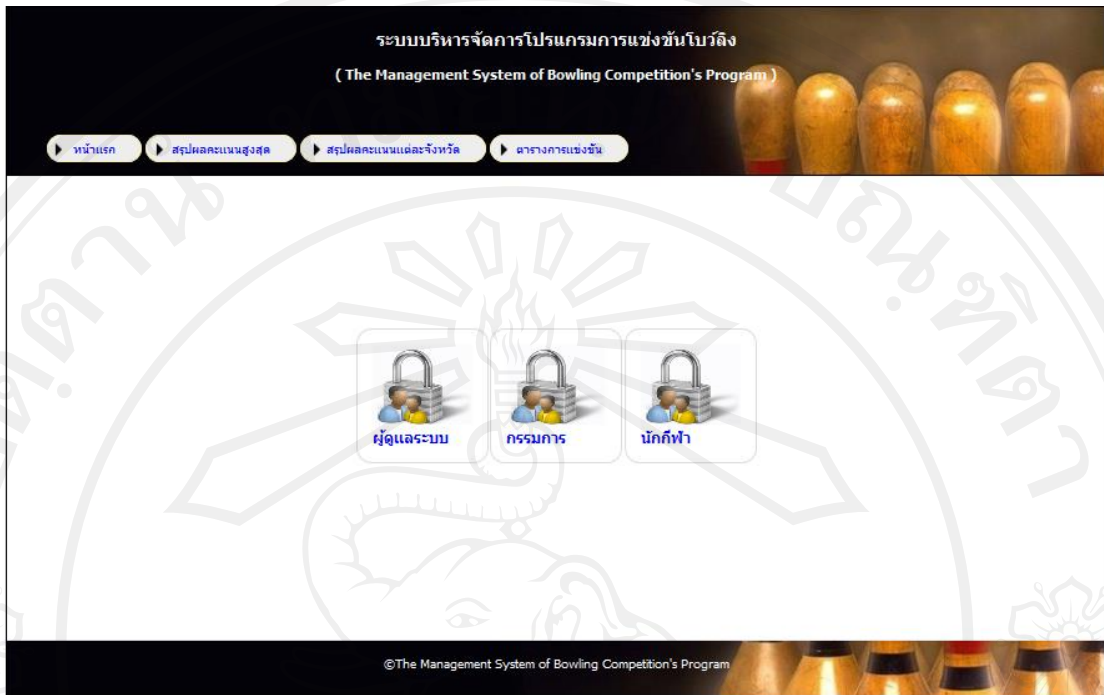 ระบบบริหารจัดการโปรแกรมการแข่งขันโบว์ลิง
( The Management System of Bowling Competition's Program )
หน้าแรก
สรุปผลคะแนนสูงสุด
สรุปผลคะแนนแต่ละจังหวัด
ตารางการแข่งขัน
ผู้ดูแลระบบ
กรรมการ
นักกีฬา
©The Management System of Bowling Competition's Program